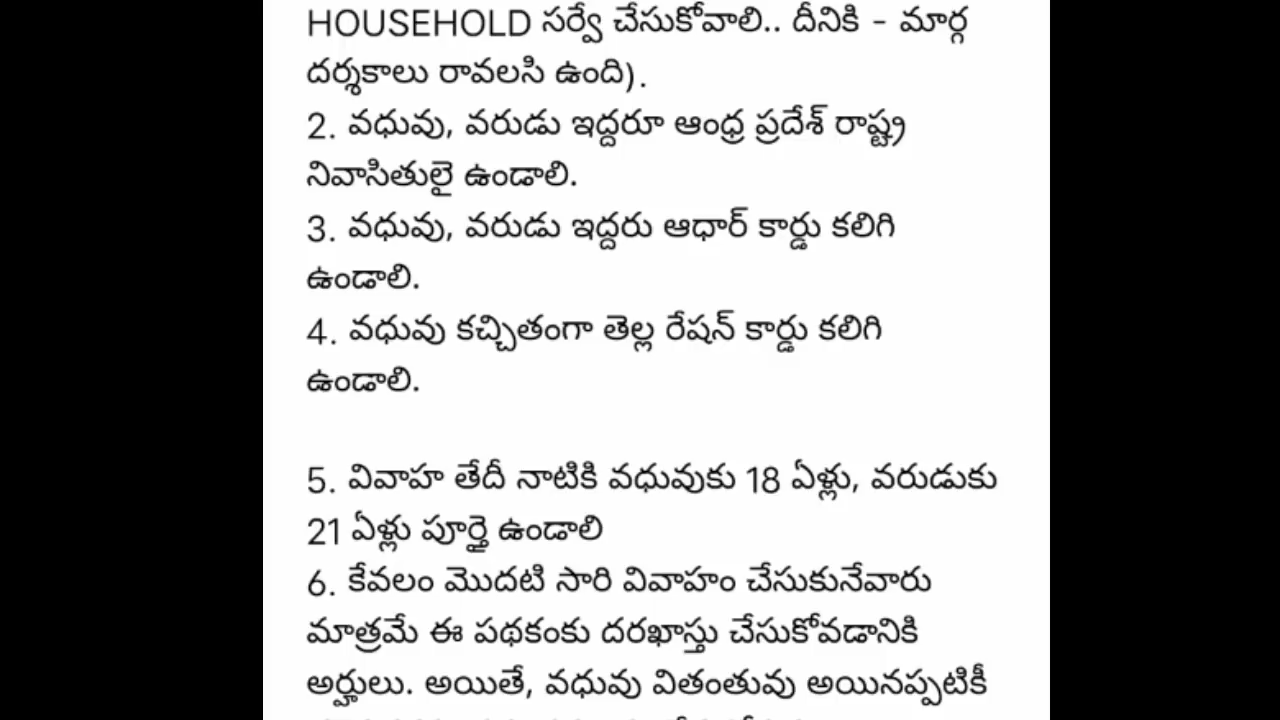 HOUSEHOLD సర్వే చేసుకోవాలి.. దీనికి - మార్గ
దర్శకాలు రావలసి ఉంది).
2. వధువు, వరుడు ఇద్దరూ ఆంధ్ర ప్రదేశ్ రాష్ట్ర
నివాసితులై ఉండాలి.
3. వధువు, వరుడు ఇద్దరు ఆధార్ కార్డు కలిగి
ఉండాలి.
4. వధువు కచ్చితంగా తెల్ల రేషన్ కార్డు కలిగి
ఉండాలి.
5. వివాహ తేదీ నాటికి వధువుకు 18 ఏళ్లు, వరుడుకు
21 ఏళ్లు పూర్తై ఉండాలి
6. కేవలం మొదటి సారి వివాహం చేసుకునేవారు
మాత్రమే ఈ పథకంకు దరఖాస్తు చేసుకోవడానికి
అర్హులు. అయితే, వధువు వితంతువు అయినప్పటికీ